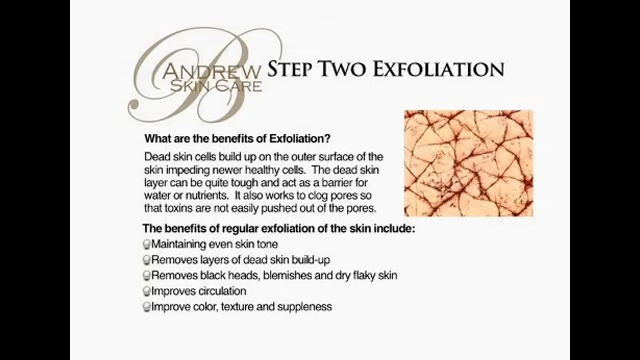 B
ANDREW
SKIN CARE
STEP TWO EXFOLIATION
What are the benefits of Exfoliation?
Dead skin cells build up on the outer surface of the
skin impeding newer healthy cells. The dead skin
layer can be quite tough and act as a barrier for
water or nutrients. It also works to clog pores so
that toxins are not easily pushed out of the pores.
The benefits of regular exfoliation of the skin include:
Maintaining even skin tone
Removes layers of dead skin build-up
Removes black heads, blemishes and dry flaky skin
Improves circulation
Improve color, texture and suppleness